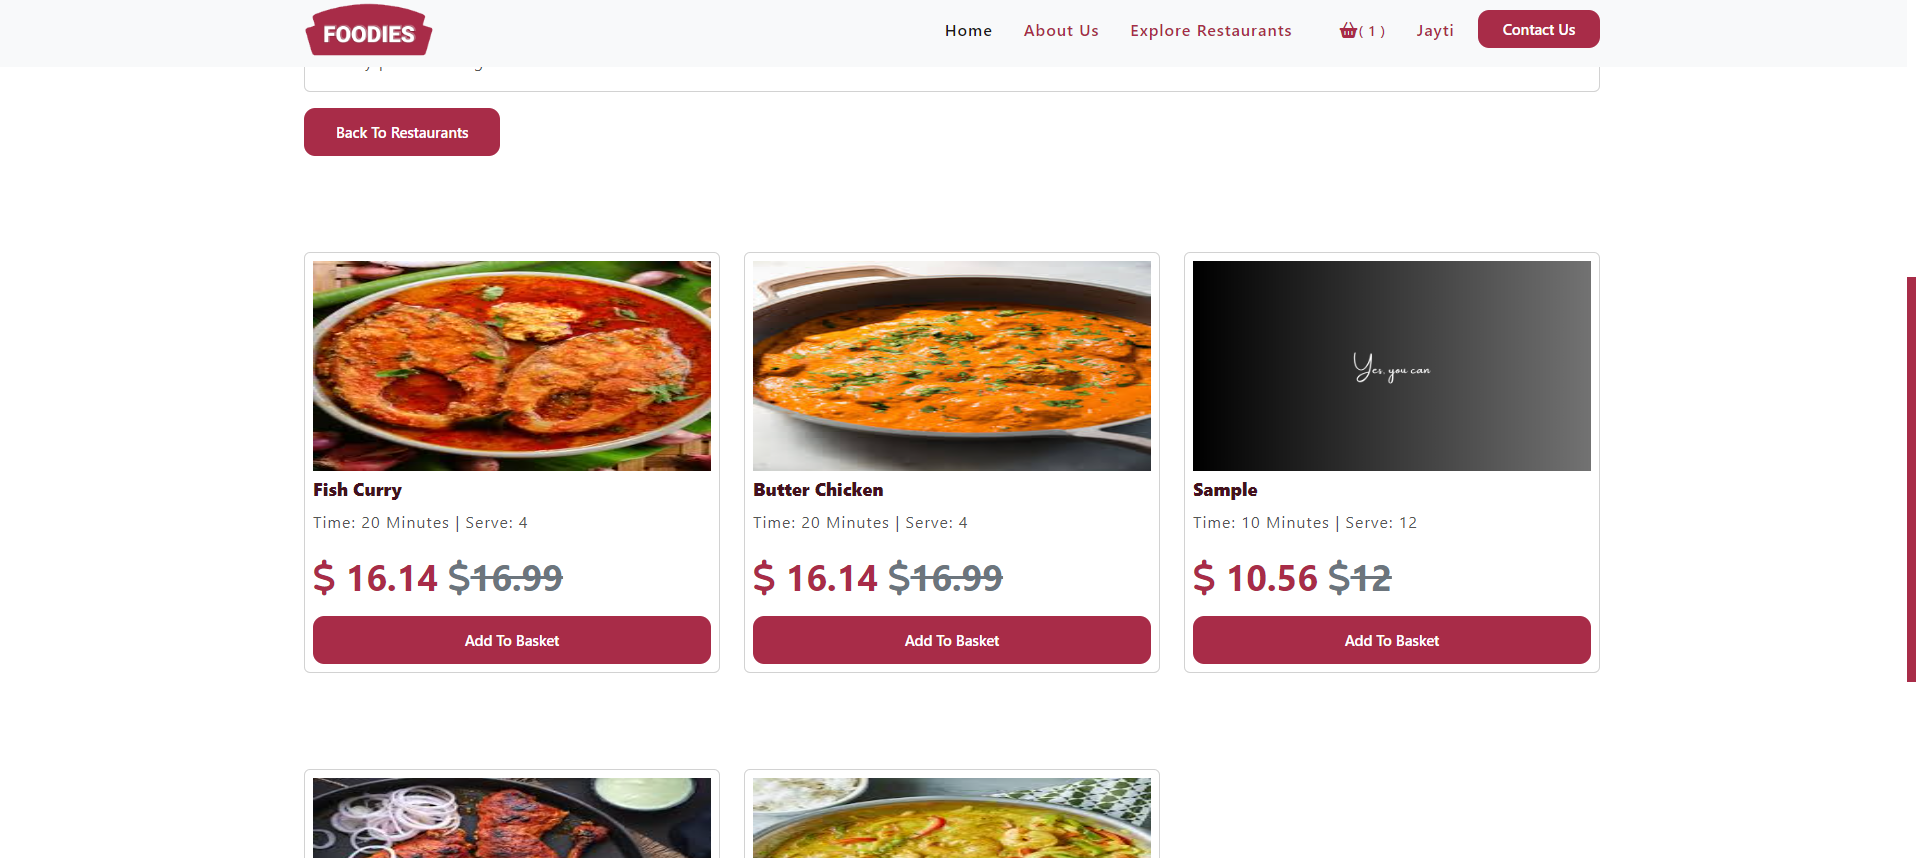 FOODIES
Home About Us Explore Restaurants ( 1 ) Jayti Contact Us
Back To Restaurants
Yes, you can
Fish Curry Butter Chicken Sample
Time: 20 Minutes | Serve: 4 Time: 20 Minutes | Serve: 4 Time: 10 Minutes | Serve: 12
$ 16.14 $16.99 $ 16.14 $16.99 $ 10.56 $12
Add To Basket Add To Basket Add To Basket